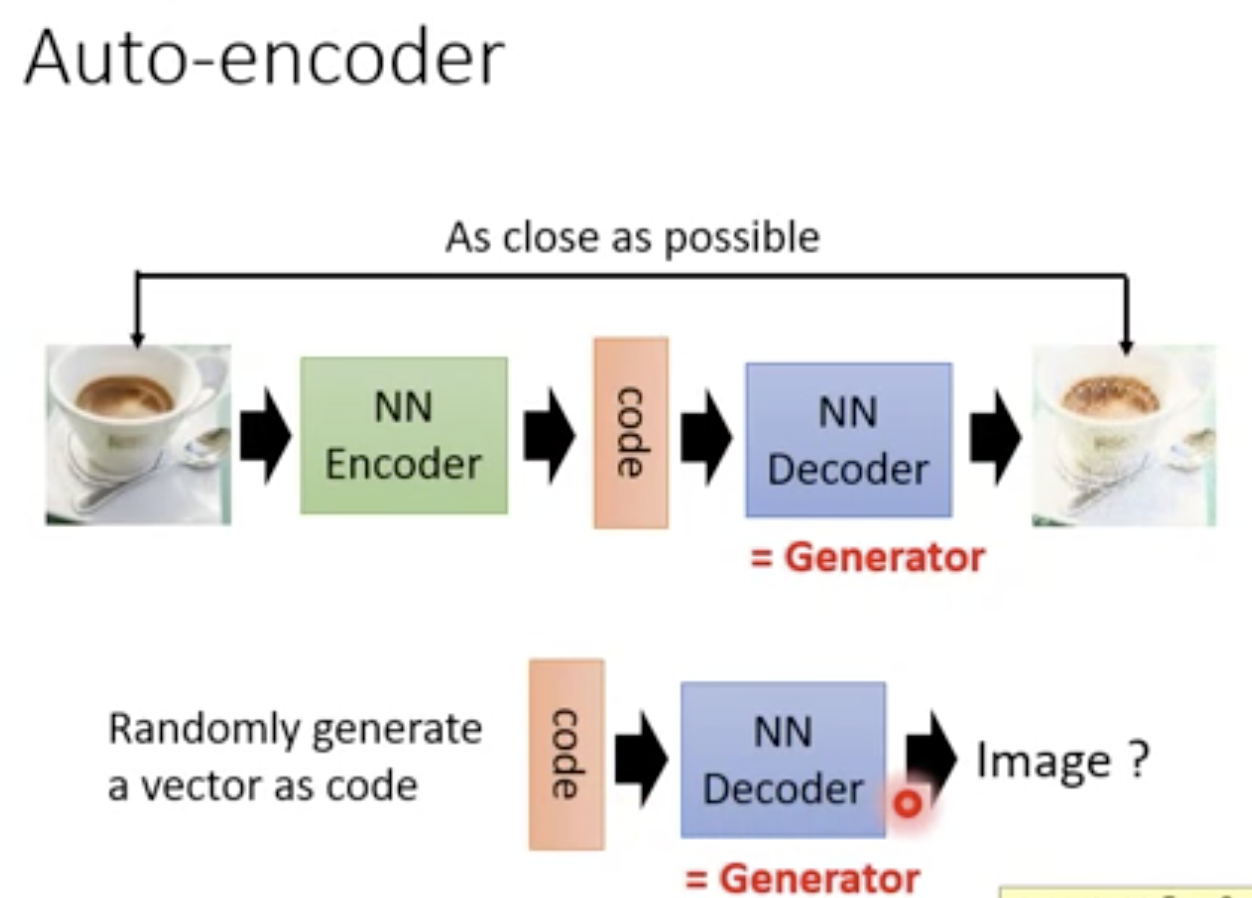 Auto-encoder
As close as possible
NN
Encoder
code
NN
Decoder
= Generator
Randomly generate
a vector as code
code
NN
Decoder
Image ?
= Generator